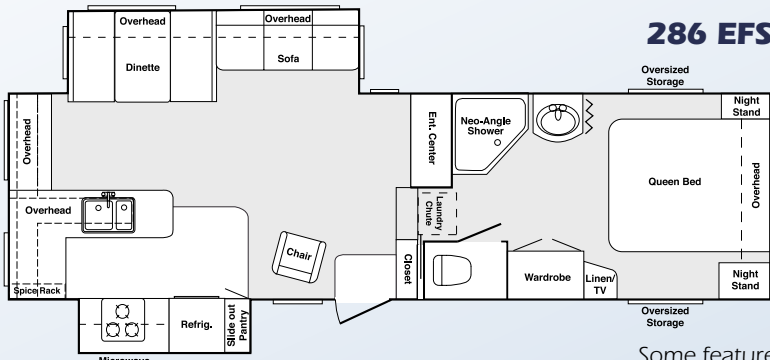 286 EFS
Overhead
Dinette
Overhead
Sofa
Oversized
Storage
Night
Stand
Ent. Center
Neo-Angle
Shower
Overhead
Queen Bed
Overhead
Laundry
Chute
Overhead
Chair
Closet
Wardrobe
Linen/
TV
Night
Stand
Spice Rack
Refrig.
Slide out
Pantry
Oversized
Storage
Microwave
Some feature